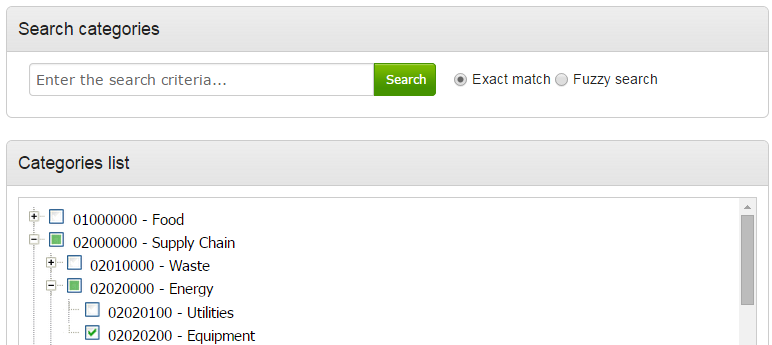 Search categories
Enter the search criteria... Search Exact match Fuzzy search
Categories list
01000000 - Food
02000000 - Supply Chain
02010000 - Waste
02020000 - Energy
02020100 - Utilities
02020200 - Equipment